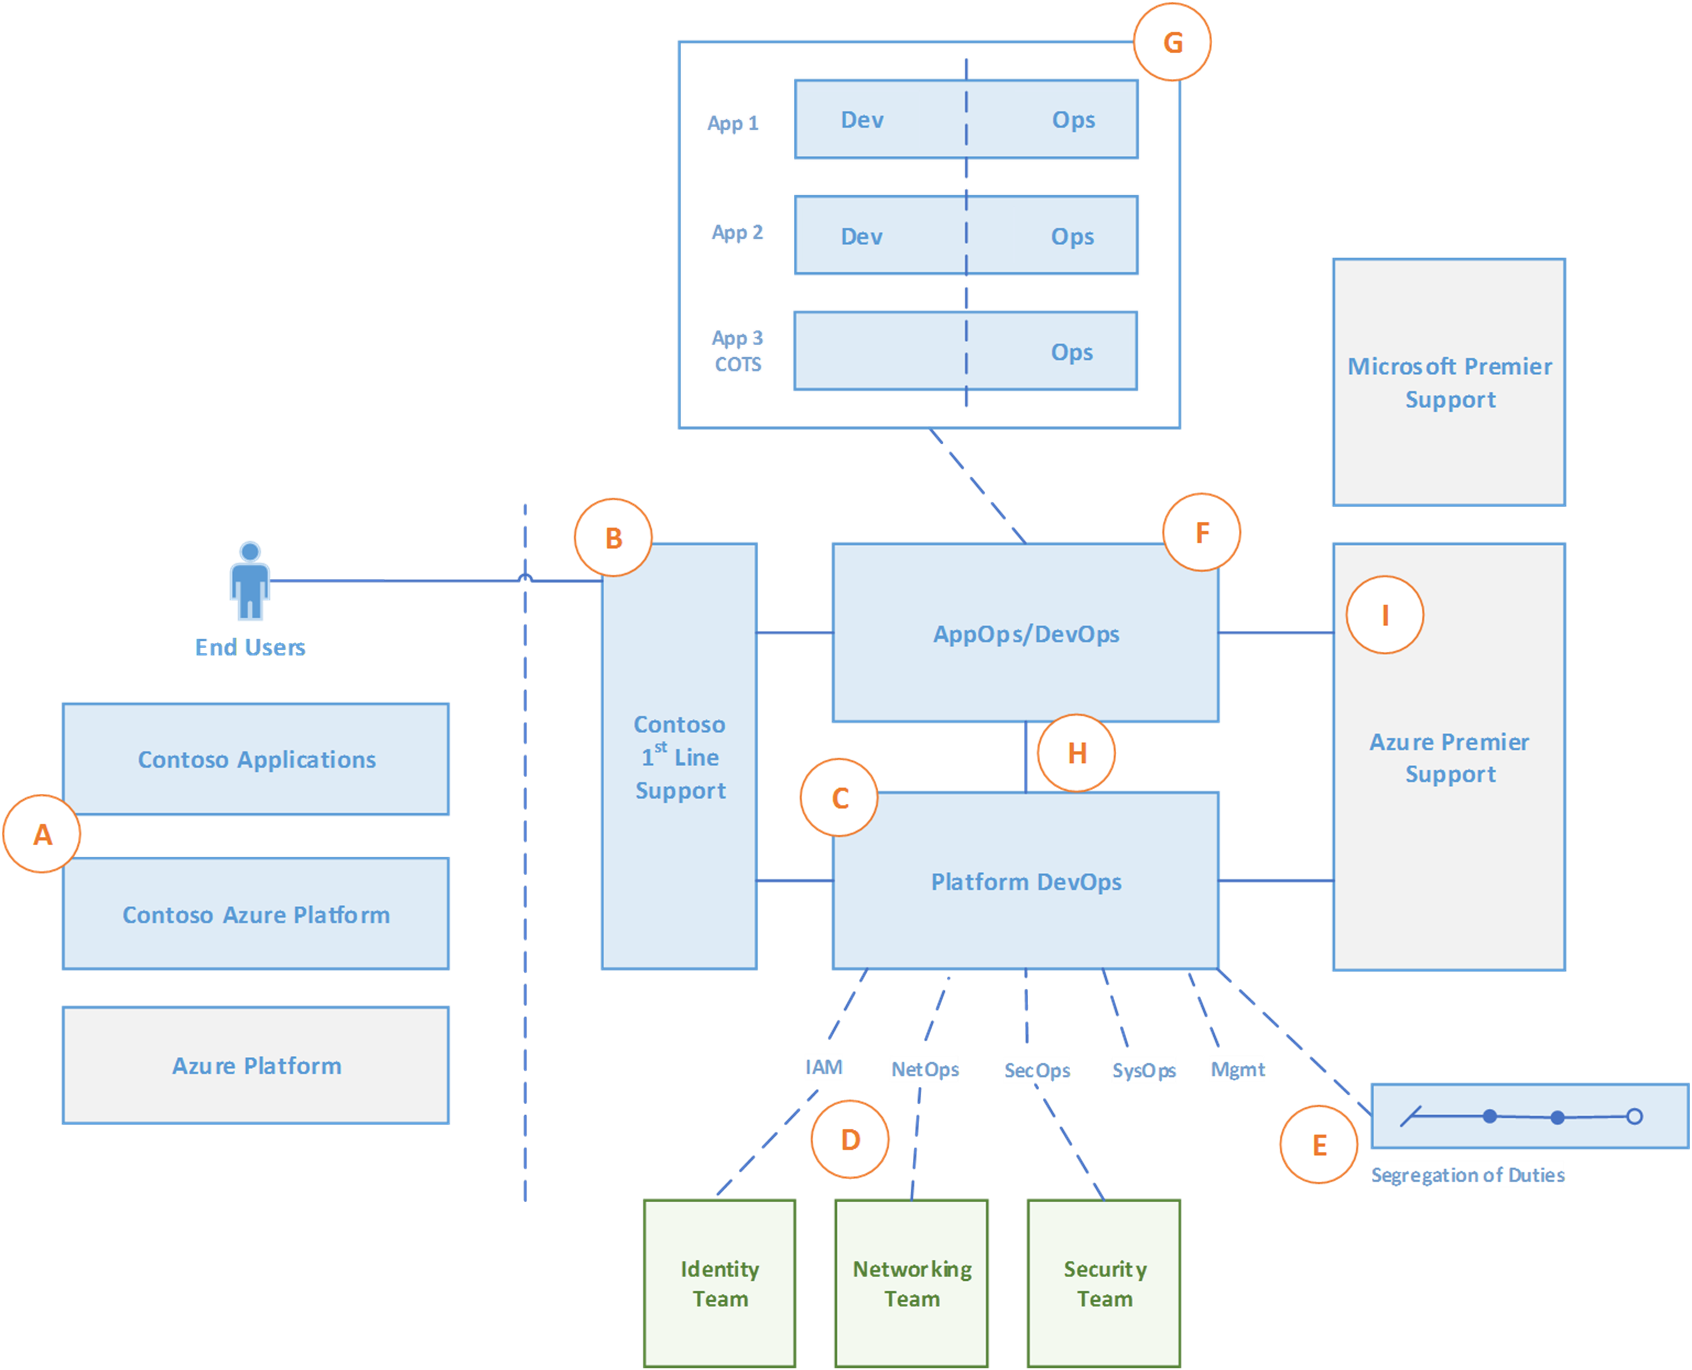 G
App 1
Dev
Ops
App 2
Dev
Ops
App 3
COTS
Ops
Microsoft Premier
Support
B
F
I
End Users
AppOps/DevOps
Contoso
1st Line
Support
Contoso Applications
H
Azure Premier
Support
C
A
Platform DevOps
Contoso Azure Platform
Azure Platform
IAM
NetOps
SecOps
SysOps
Mgmt
D
E
Segregation of Duties
Identity
Team
Networking
Team
Security
Team